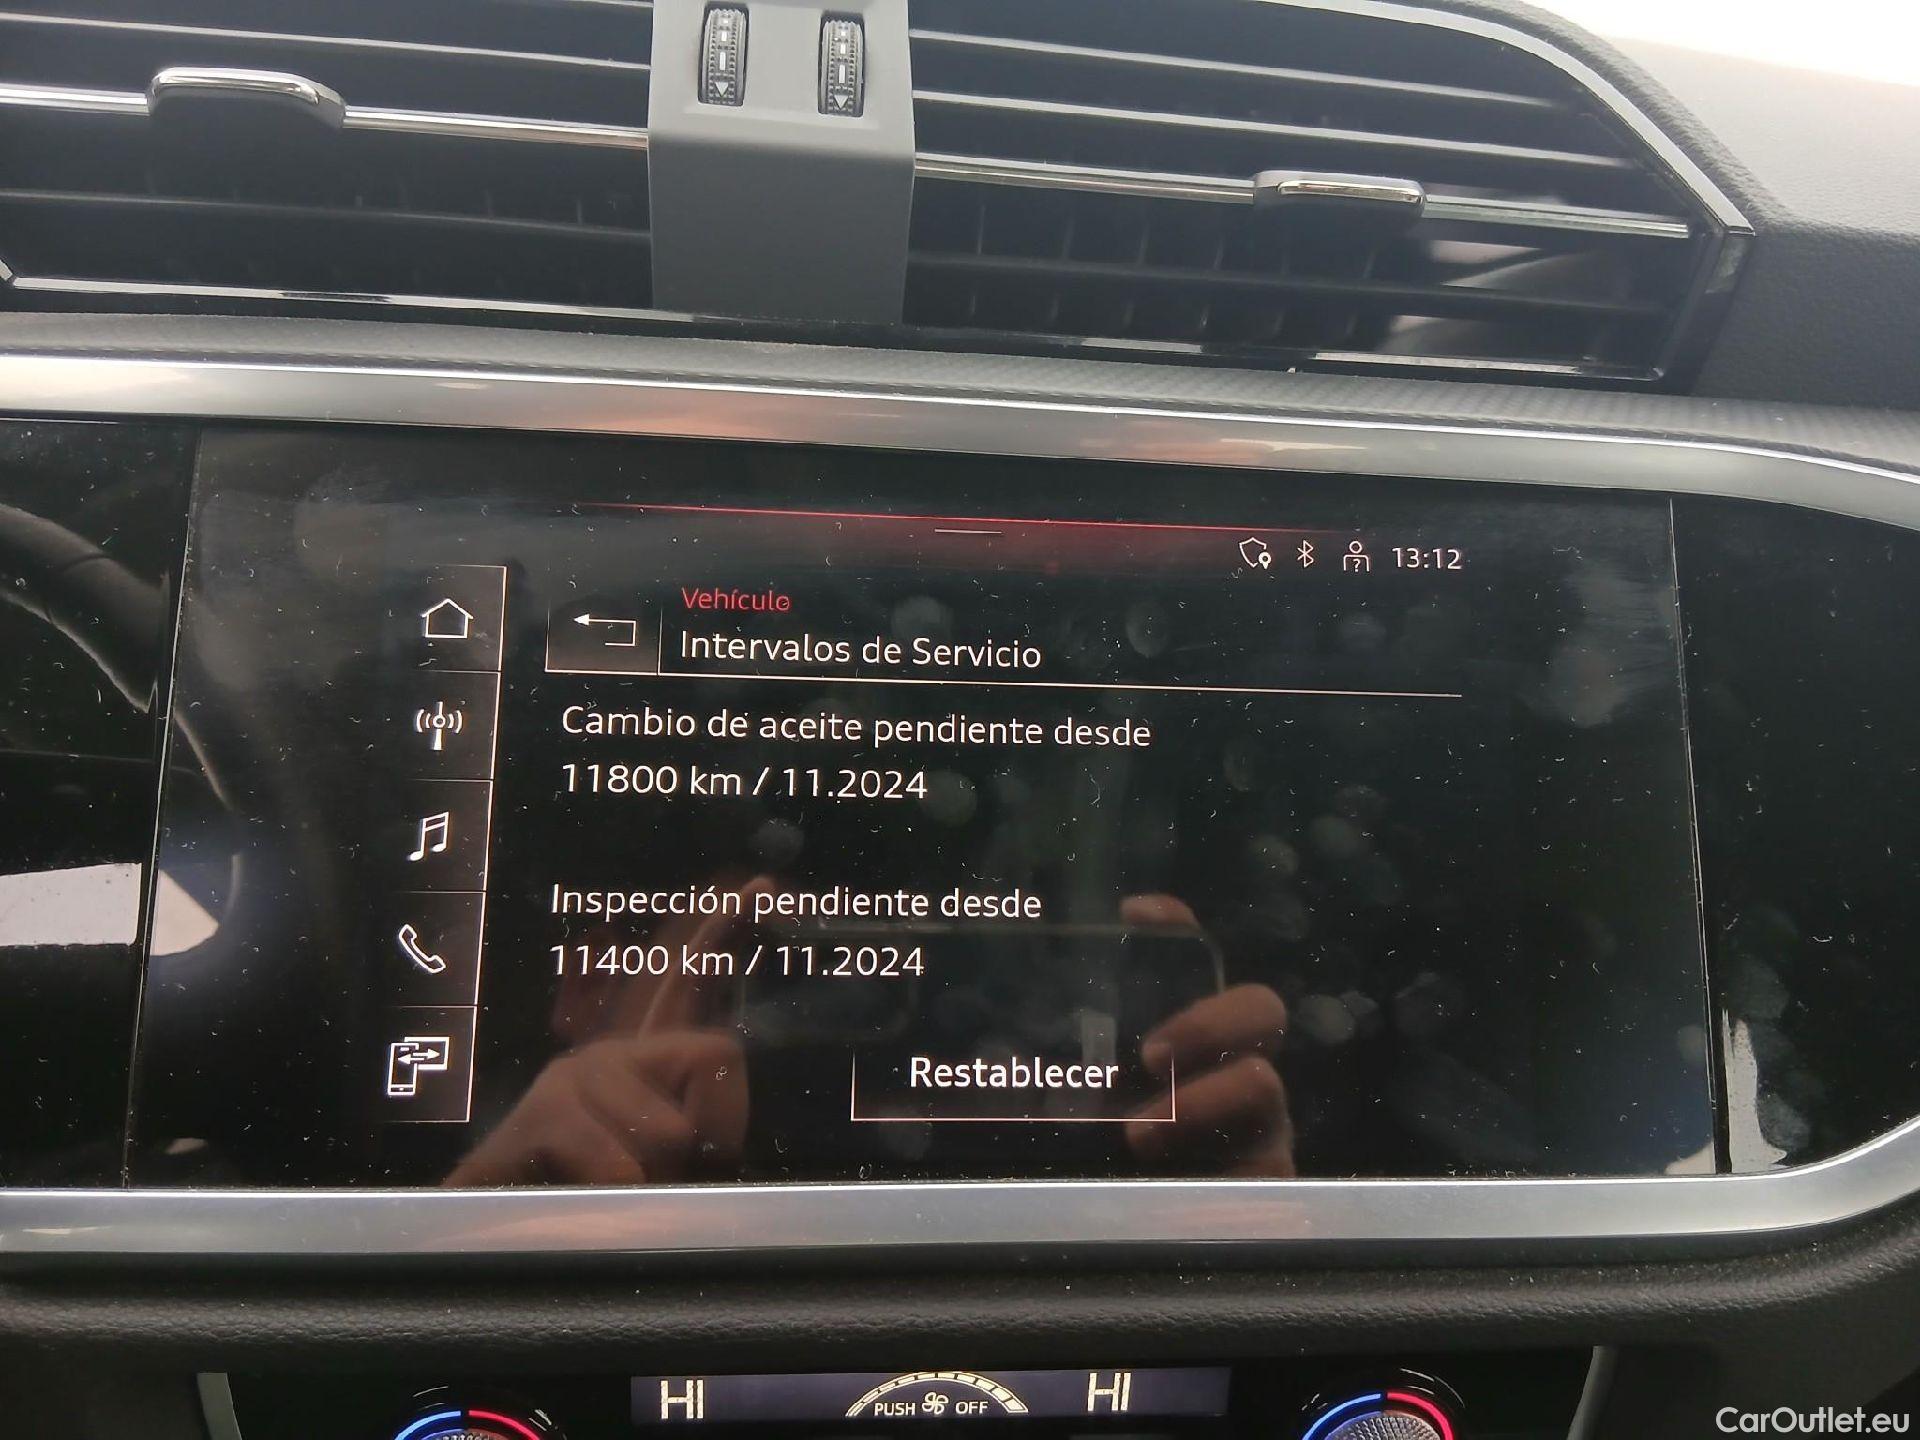 13:12
Vehículo
Intervalos de Servicio
Cambio de aceite pendiente desde
11800 km / 11.2024
Inspección pendiente desde
11400 km / 11.2024
Restablecer
HI
PUSH OFF
HI
CarOutlet.eu